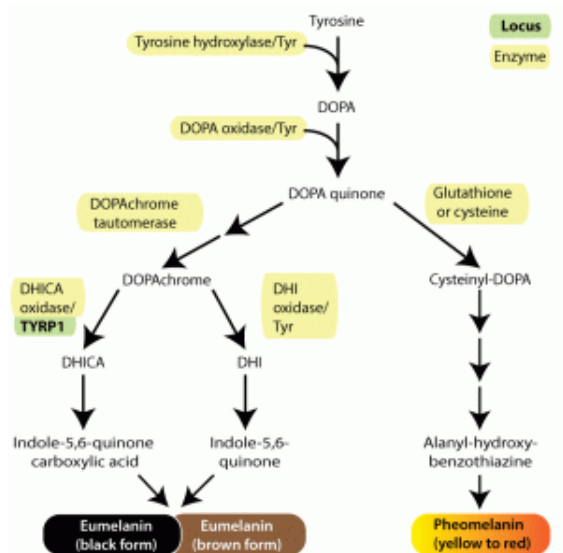 Tyrosine
Locus
Tyrosine hydroxylase/Tyr
Enzyme
DOPA
DOPA oxidase/Tyr
DOPA quinone
DOPAchrome
tautomerase
Glutathione
or cysteine
DOPAchrome
Cysteinyl-DOPA
DHICA
oxidase/
TYRP1
DHI
oxidase/
Tyr
DHICA
DHI
Indole-5,6-quinone
carboxylic acid
Indole-5,6-
quinone
Alanyl-hydroxy-
benzothiazine
Eumelanin
(black form)
Eumelanin
(brown form)
Pheomelanin
(yellow to red)